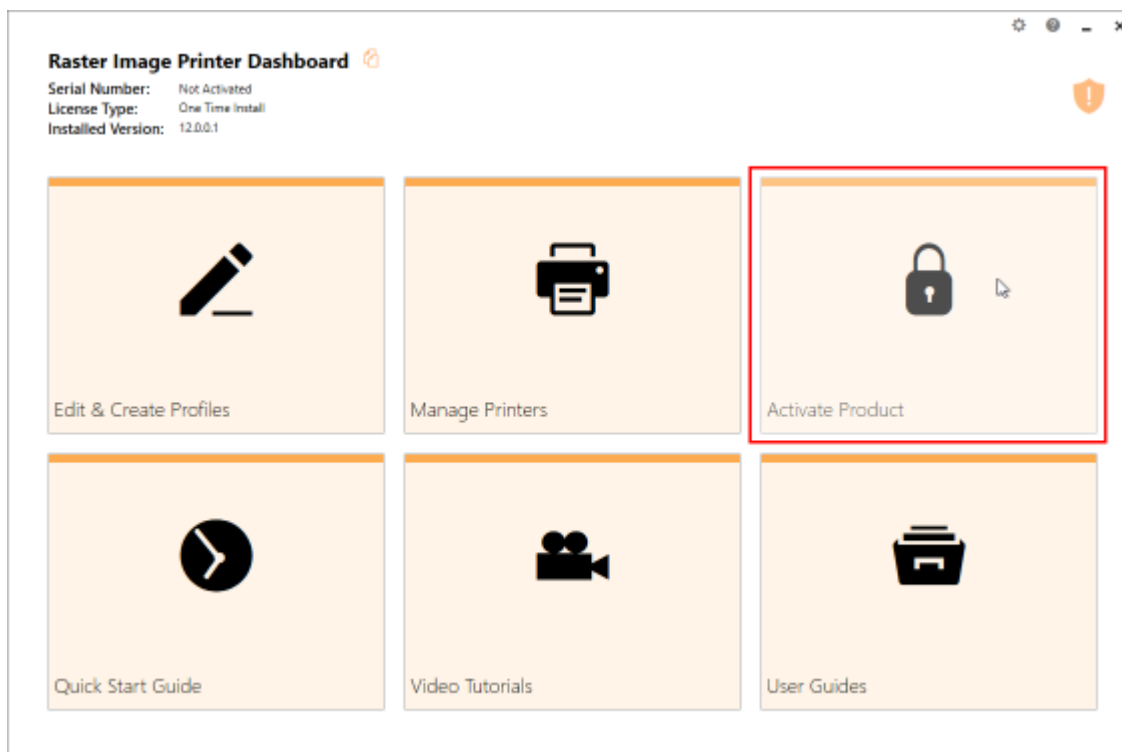 Raster Image Printer Dashboard
Serial Number: Not Activated
License Type: One Time Install
Installed Version: 12.0.0.1
Edit & Create Profiles
Manage Printers
Activate Product
Quick Start Guide
Video Tutorials
User Guides